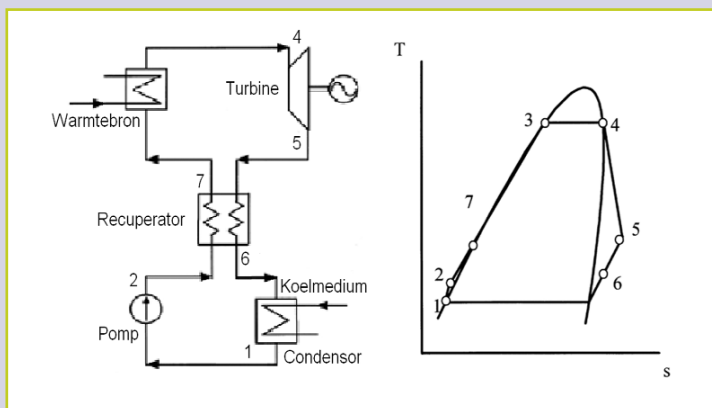 4
Turbine
Warmtebron
5
7
Recuperator
6
2
Koelmedium
Pomp
1
Condensor
T
3
4
7
5
2
6
1
s